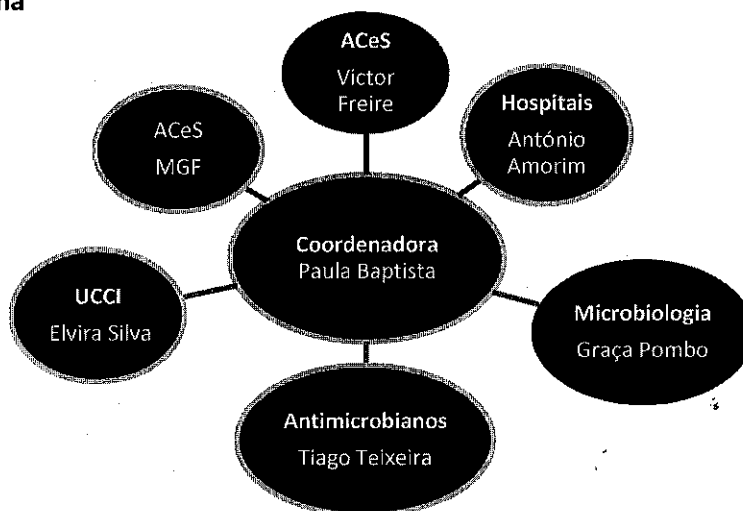 ACeS
Víctor
Freire
Hospitais
António
Amorim
ACeS
MGF
Coordenadora
Paula Baptista
UCCI
Elvira Silva
Microbiologia
Graça Pombo
Antimicrobianos
Tiago Teixeira